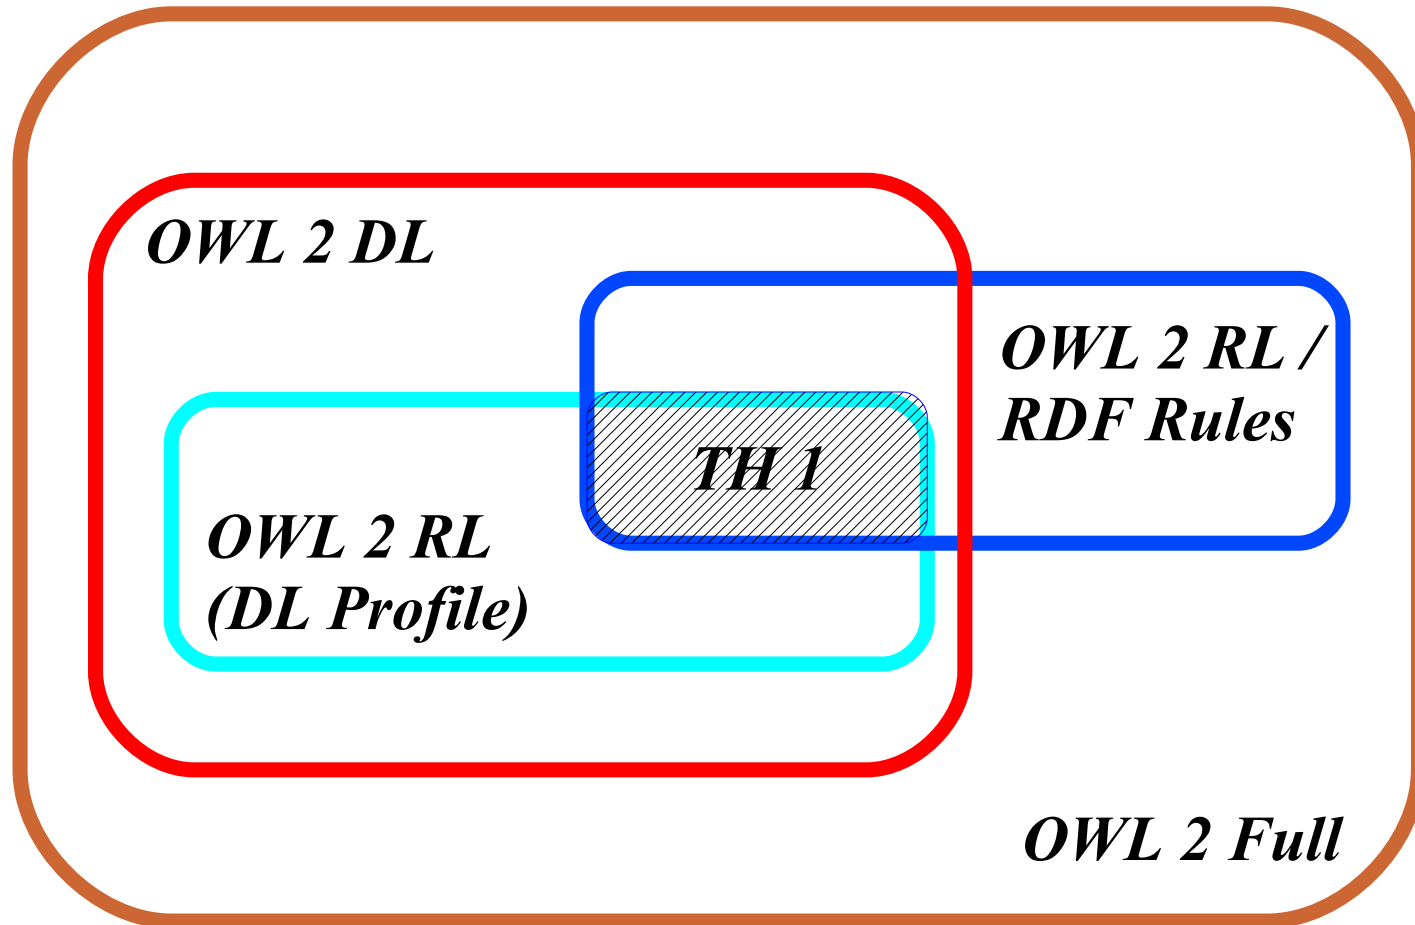 OWL 2 DL
OWL 2 RL /
RDF Rules
TH 1
OWL 2 RL
(DL Profile)
OWL 2 Full